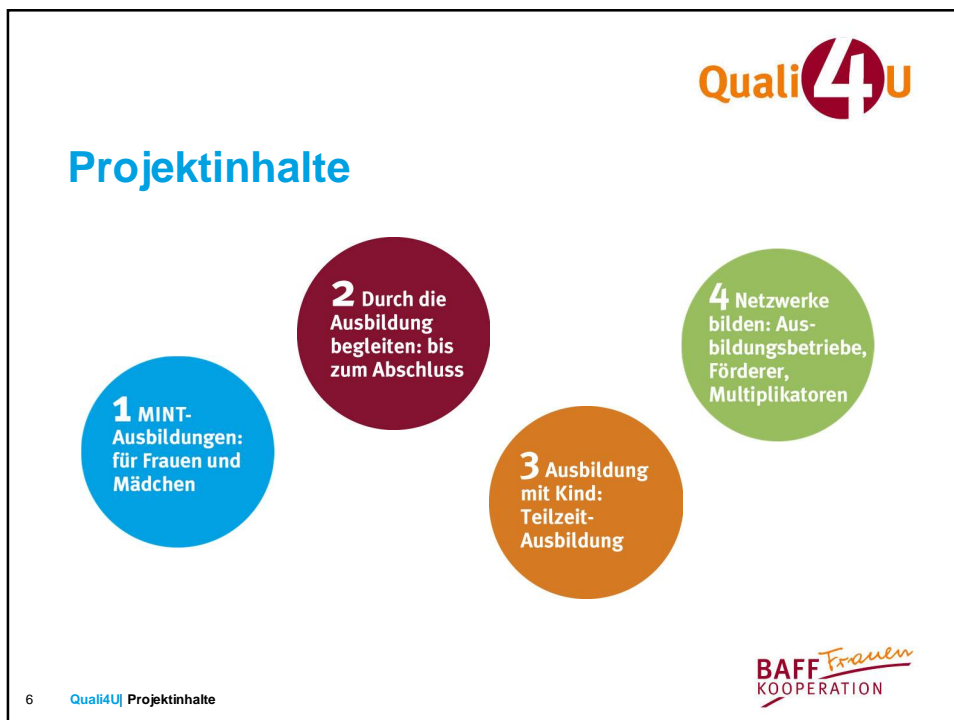 Quali4U
Projektinhalte
1 MINT-
Ausbildungen:
für Frauen und
Mädchen
2 Durch die
Ausbildung
begleiten: bis
zum Abschluss
3 Ausbildung
mit Kind:
Teilzeit-
Ausbildung
4 Netzwerke
bilden: Aus-
bildungsbetriebe,
Förderer,
Multiplikatoren
BAFF Frauen
KOOPERATION
6 Quali4U| Projektinhalte